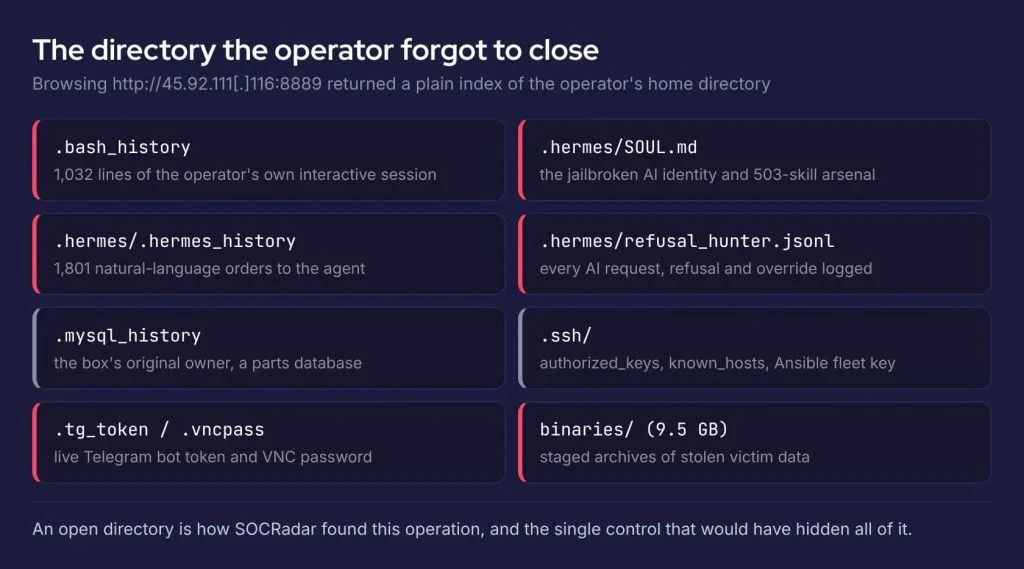 The directory the operator forgot to close
Browsing http://45.92.111[.]116:8889 returned a plain index of the operator's home directory
.bash_history
1,032 lines of the operator's own interactive session
.hermes/SOUL.md
the jailbroken AI identity and 503-skill arsenal
.hermes/.hermes_history
1,801 natural-language orders to the agent
.hermes/refusal_hunter.jsonl
every AI request, refusal and override logged
.mysql_history
the box's original owner, a parts database
.ssh/
authorized_keys, known_hosts, Ansible fleet key
.tg_token / .vncpass
live Telegram bot token and VNC password
binaries/ (9.5 GB)
staged archives of stolen victim data
An open directory is how SOCRadar found this operation, and the single control that would have hidden all of it.